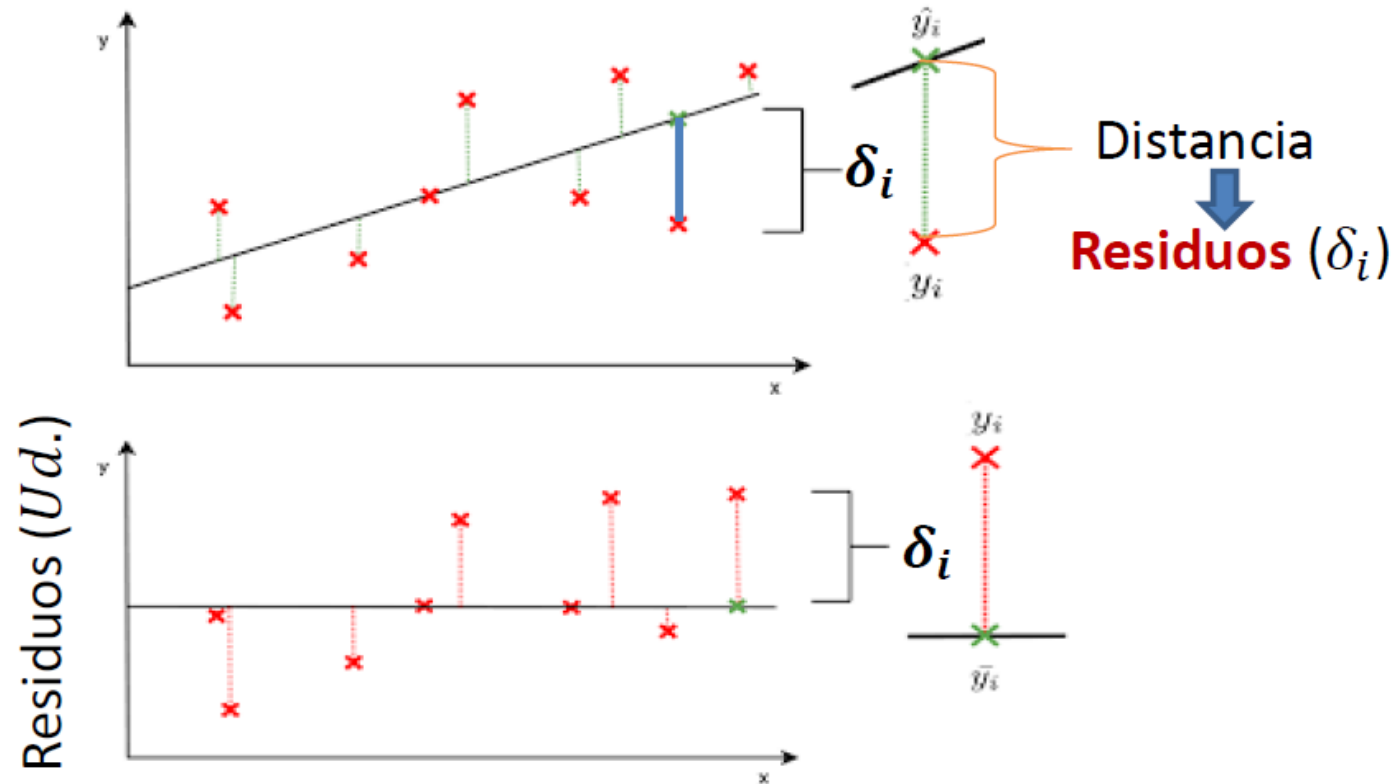 y
x
δᵢ
ŷᵢ
yᵢ
Distancia
Residuos (δᵢ)
Residuos (Ud.)
y
x
δᵢ
yᵢ
ȳᵢ